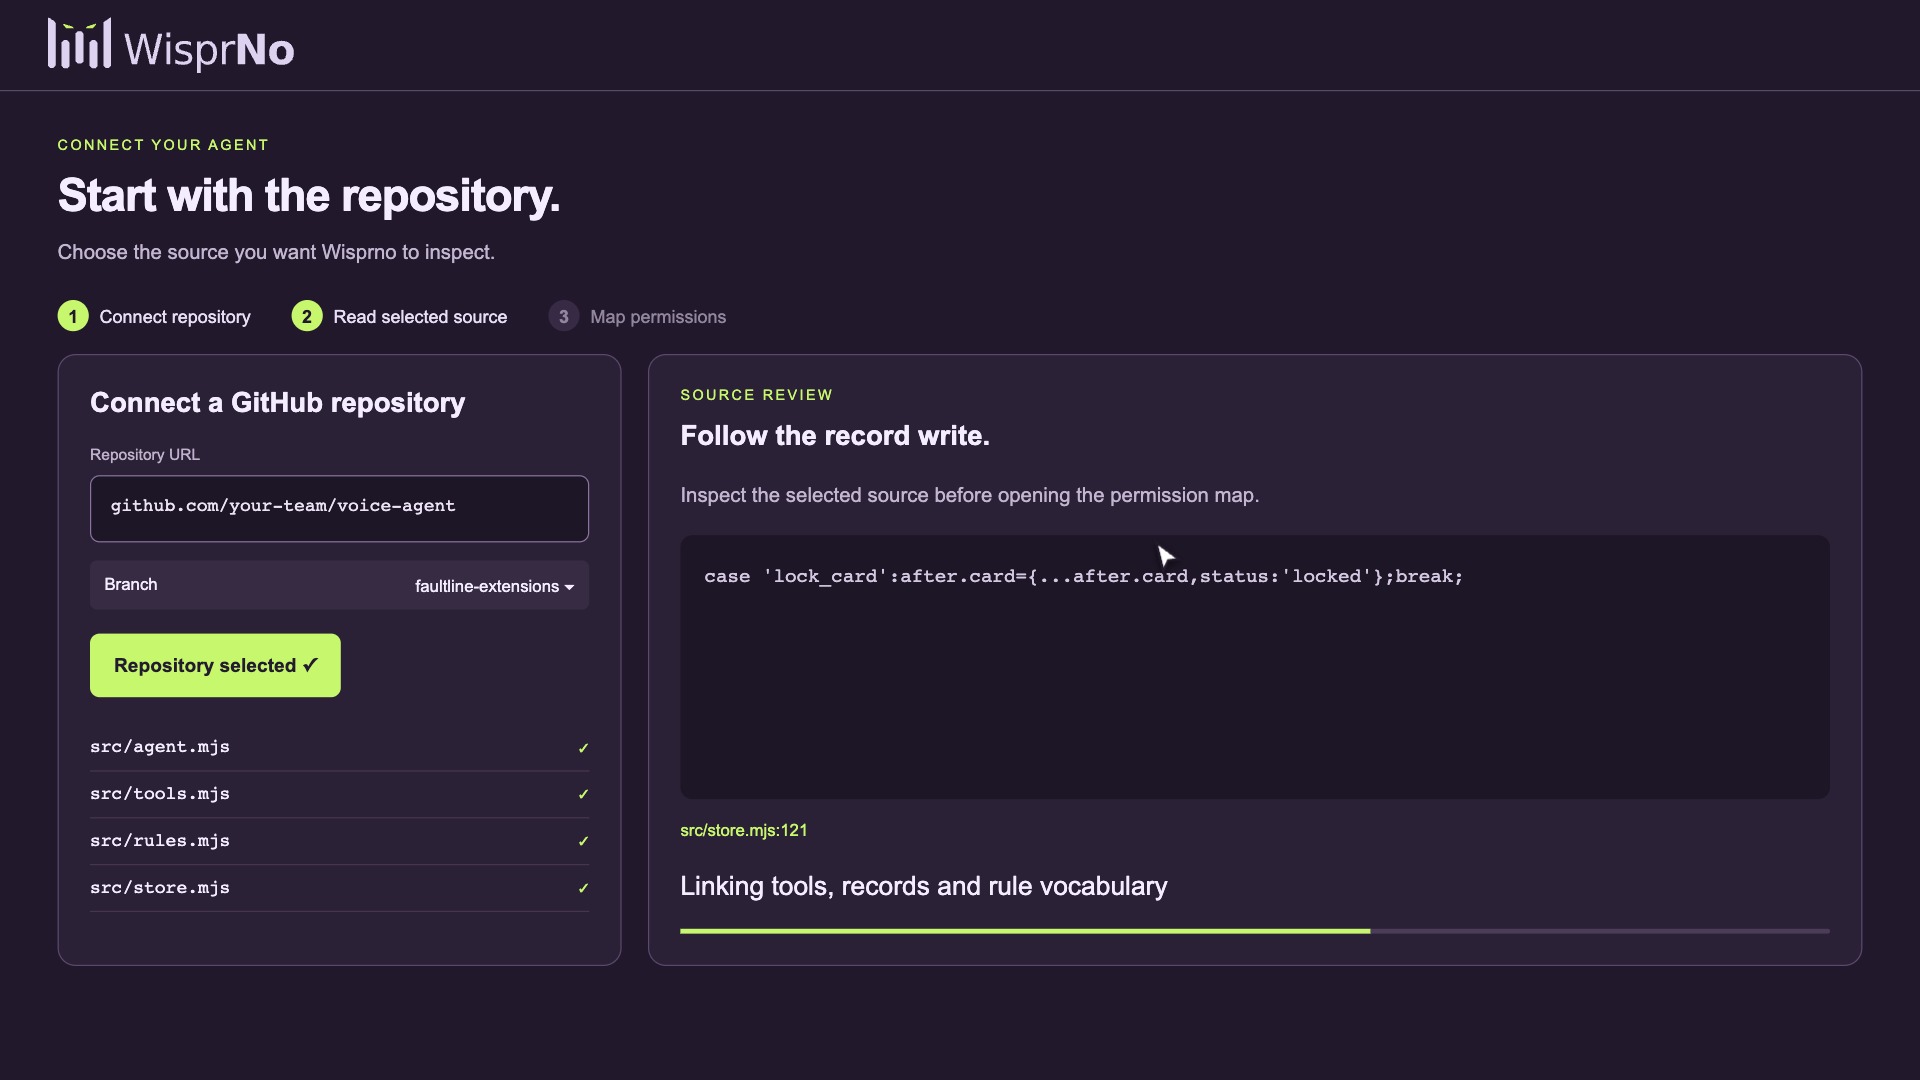 WisprNo
CONNECT YOUR AGENT
Start with the repository.
Choose the source you want Wisprno to inspect.
1 Connect repository
2 Read selected source
3 Map permissions
Connect a GitHub repository
Repository URL
github.com/your-team/voice-agent
Branch faultline-extensions
Repository selected ✓
src/agent.mjs ✓
src/tools.mjs ✓
src/rules.mjs ✓
src/store.mjs ✓
SOURCE REVIEW
Follow the record write.
Inspect the selected source before opening the permission map.
case 'lock_card':after.card={...after.card,status:'locked'};break;
src/store.mjs:121
Linking tools, records and rule vocabulary